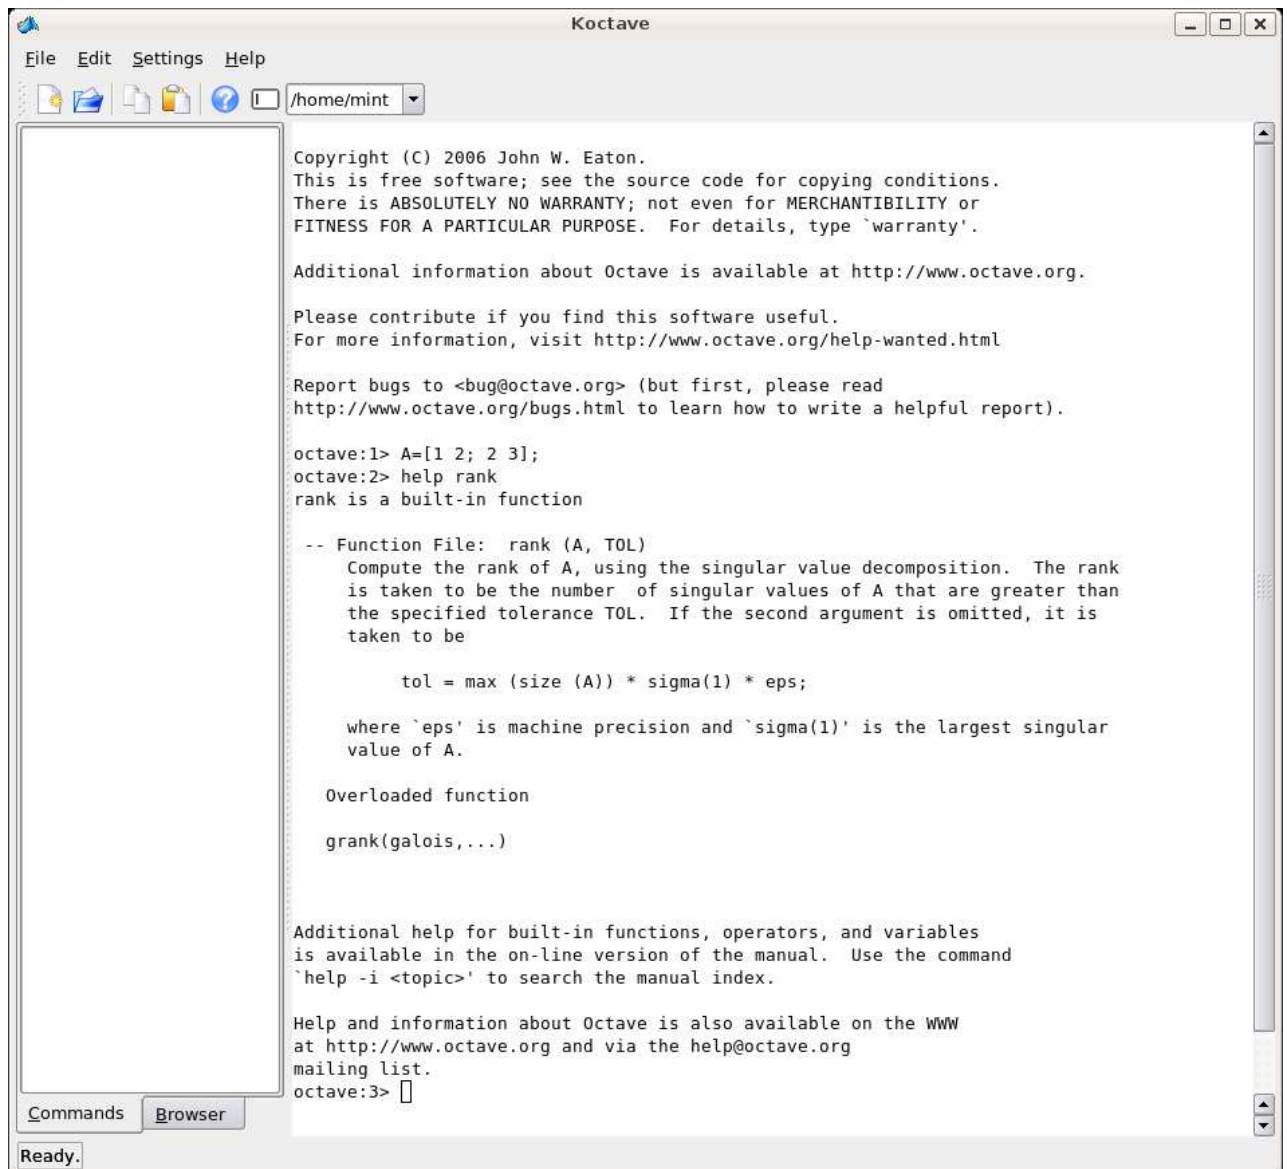 Koctave
File Edit Settings Help
/home/mint
Copyright (C) 2006 John W. Eaton.
This is free software; see the source code for copying conditions.
There is ABSOLUTELY NO WARRANTY; not even for MERCHANTIBILITY or
FITNESS FOR A PARTICULAR PURPOSE.  For details, type `warranty'.
Additional information about Octave is available at http://www.octave.org.
Please contribute if you find this software useful.
For more information, visit http://www.octave.org/help-wanted.html
Report bugs to <bug@octave.org> (but first, please read
http://www.octave.org/bugs.html to learn how to write a helpful report).
octave:1> A=[1 2; 2 3];
octave:2> help rank
rank is a built-in function
-- Function File:  rank (A, TOL)
Compute the rank of A, using the singular value decomposition.  The rank
is taken to be the number  of singular values of A that are greater than
the specified tolerance TOL.  If the second argument is omitted, it is
taken to be
tol = max (size (A)) * sigma(1) * eps;
where `eps' is machine precision and `sigma(1)' is the largest singular
value of A.
Overloaded function
grank(galois,...)
Additional help for built-in functions, operators, and variables
is available in the on-line version of the manual.  Use the command
`help -i <topic>' to search the manual index.
Help and information about Octave is also available on the WWW
at http://www.octave.org and via the help@octave.org
mailing list.
octave:3>
Commands Browser
Ready.